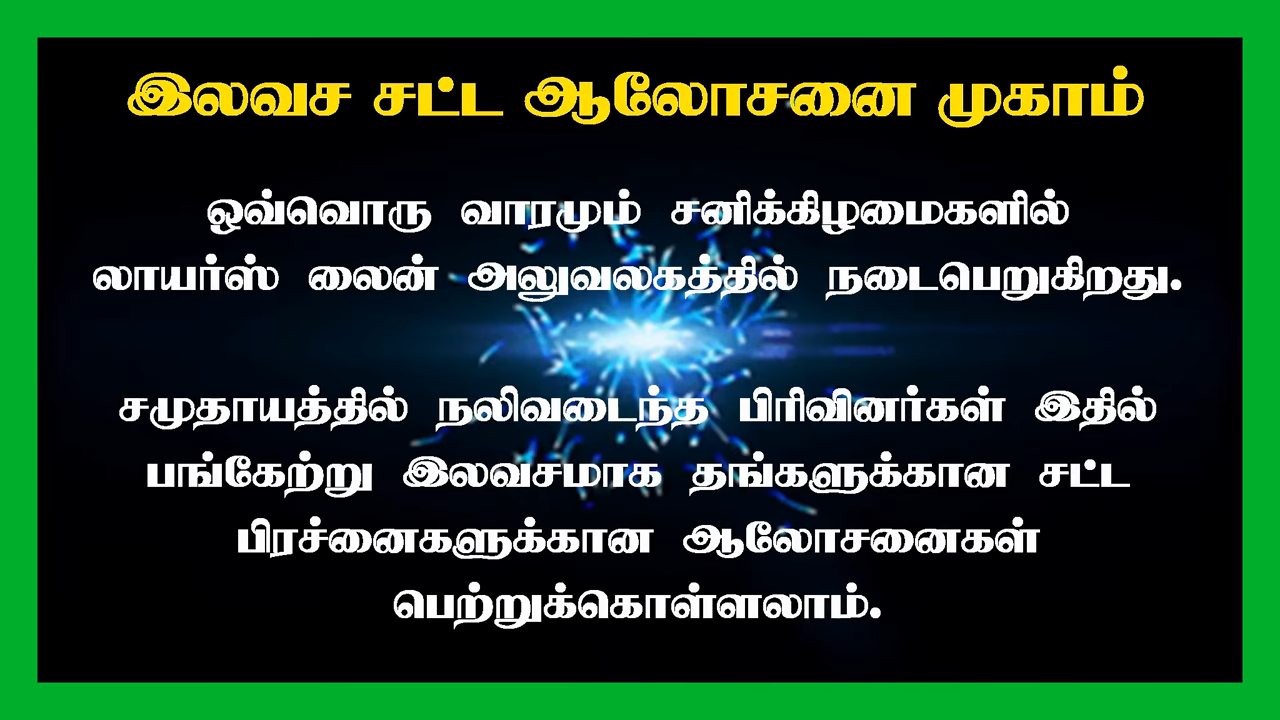 இலவச சட்ட ஆலோசனை முகாம்
ஒவ்வொரு வாரமும் சனிக்கிழமைகளில்
லாயர்ஸ் லைன் அலுவலகத்தில் நடைபெறுகிறது.
சமுதாயத்தில் நலிவடைந்த பிரிவினர்கள் இதில்
பங்கேற்று இலவசமாக தங்களுக்கான சட்ட
பிரச்னைகளுக்கான ஆலோசனைகள்
பெற்றுக்கொள்ளலாம்.